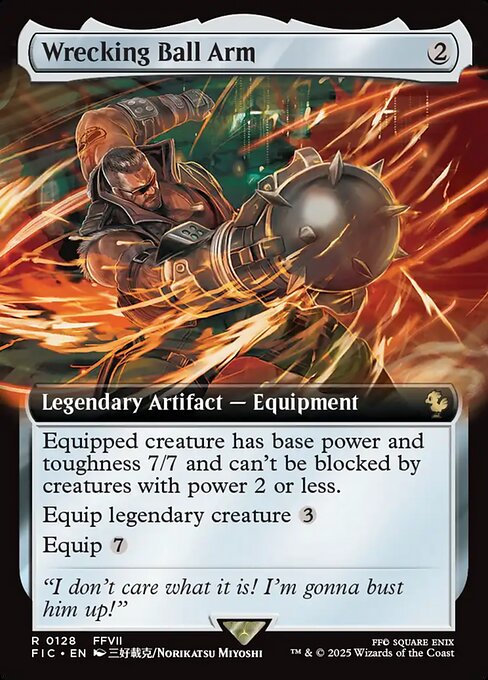 Wrecking Ball Arm 2
Legendary Artifact — Equipment
Equipped creature has base power and
toughness 7/7 and can't be blocked by
creatures with power 2 or less.
Equip legendary creature 3
Equip 7
"I don't care what it is! I'm gonna bust
him up!"
R 0128 FFVII
FIC • EN 三好載克/NORIKATSU MIYOSHI
FF© SQUARE ENIX
™ & © 2025 Wizards of the Coast